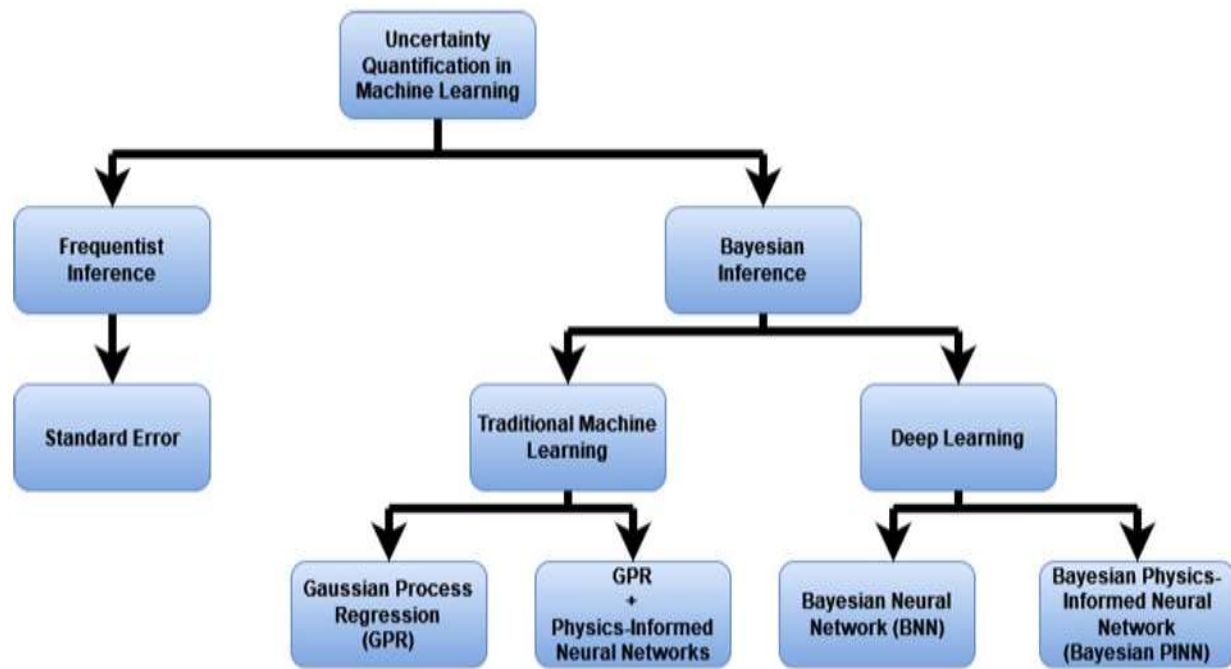 Uncertainty
Quantification in
Machine Learning
Frequentist
Inference
Bayesian
Inference
Standard Error
Traditional Machine
Learning
Deep Learning
Gaussian Process
Regression
(GPR)
GPR
+
Physics-Informed
Neural Networks
Bayesian Neural
Network (BNN)
Bayesian Physics-
Informed Neural
Network
(Bayesian PINN)